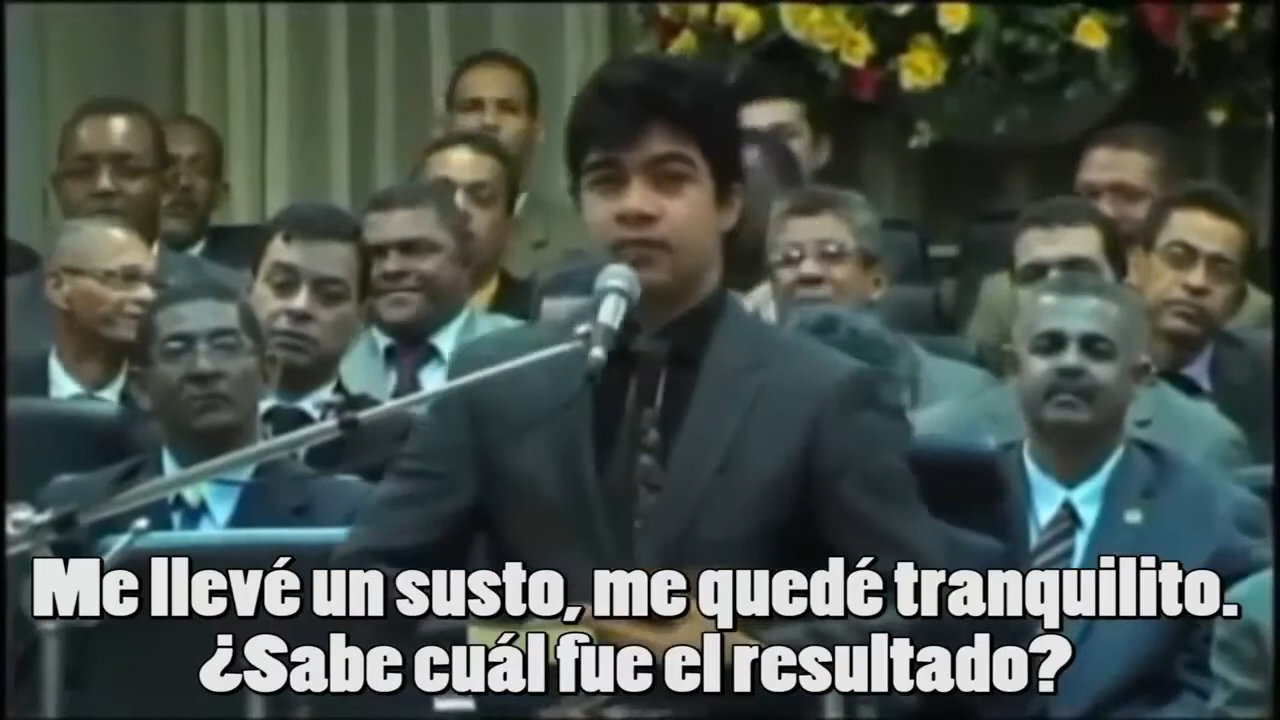 Me llevé un susto, me quedé tranquilito.
¿Sabe cuál fue el resultado?